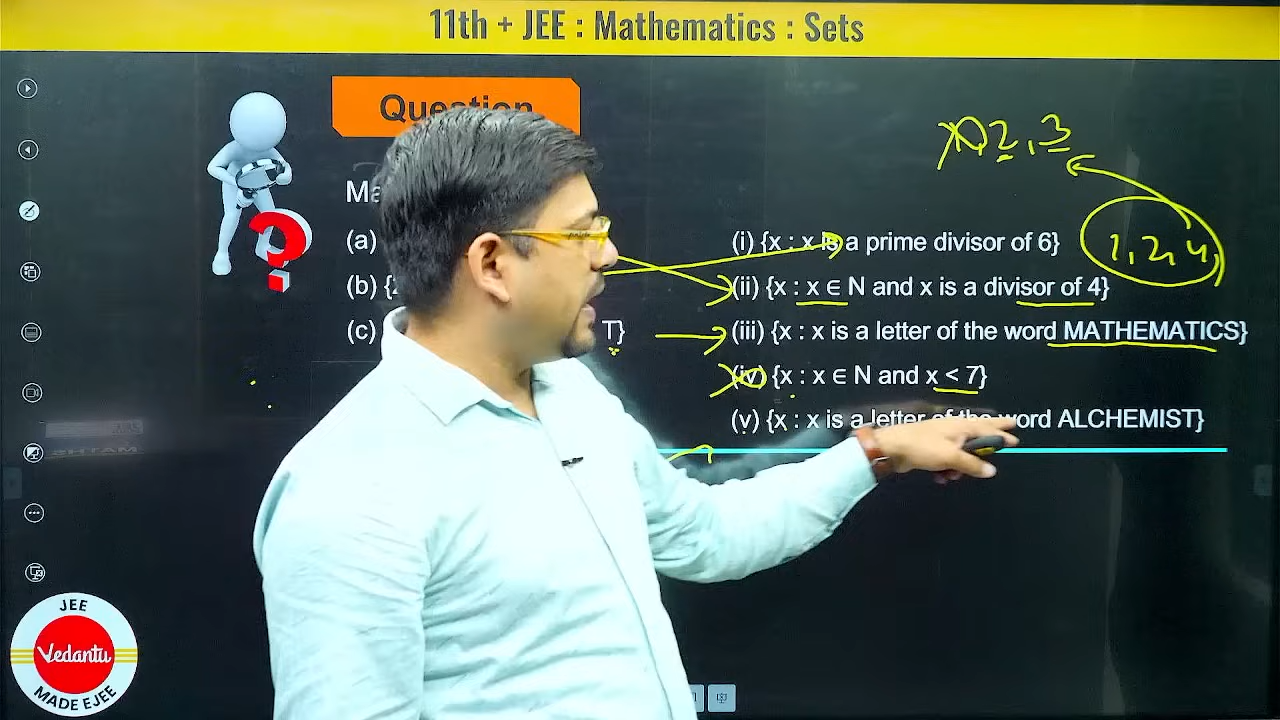 11th + JEE : Mathematics : Sets
Question
2, 3
(a)
(i) {x : x is a prime divisor of 6}
1, 2, 4,
(b) {2
(ii) {x : x ∈ N and x is a divisor of 4}
(c)
T}
(iii) {x : x is a letter of the word MATHEMATICS}
(iv) {x : x ∈ N and x < 7}
(v) {x : x is a letter of the word ALCHEMIST}
JEE
Vedantu
MADE EJEE